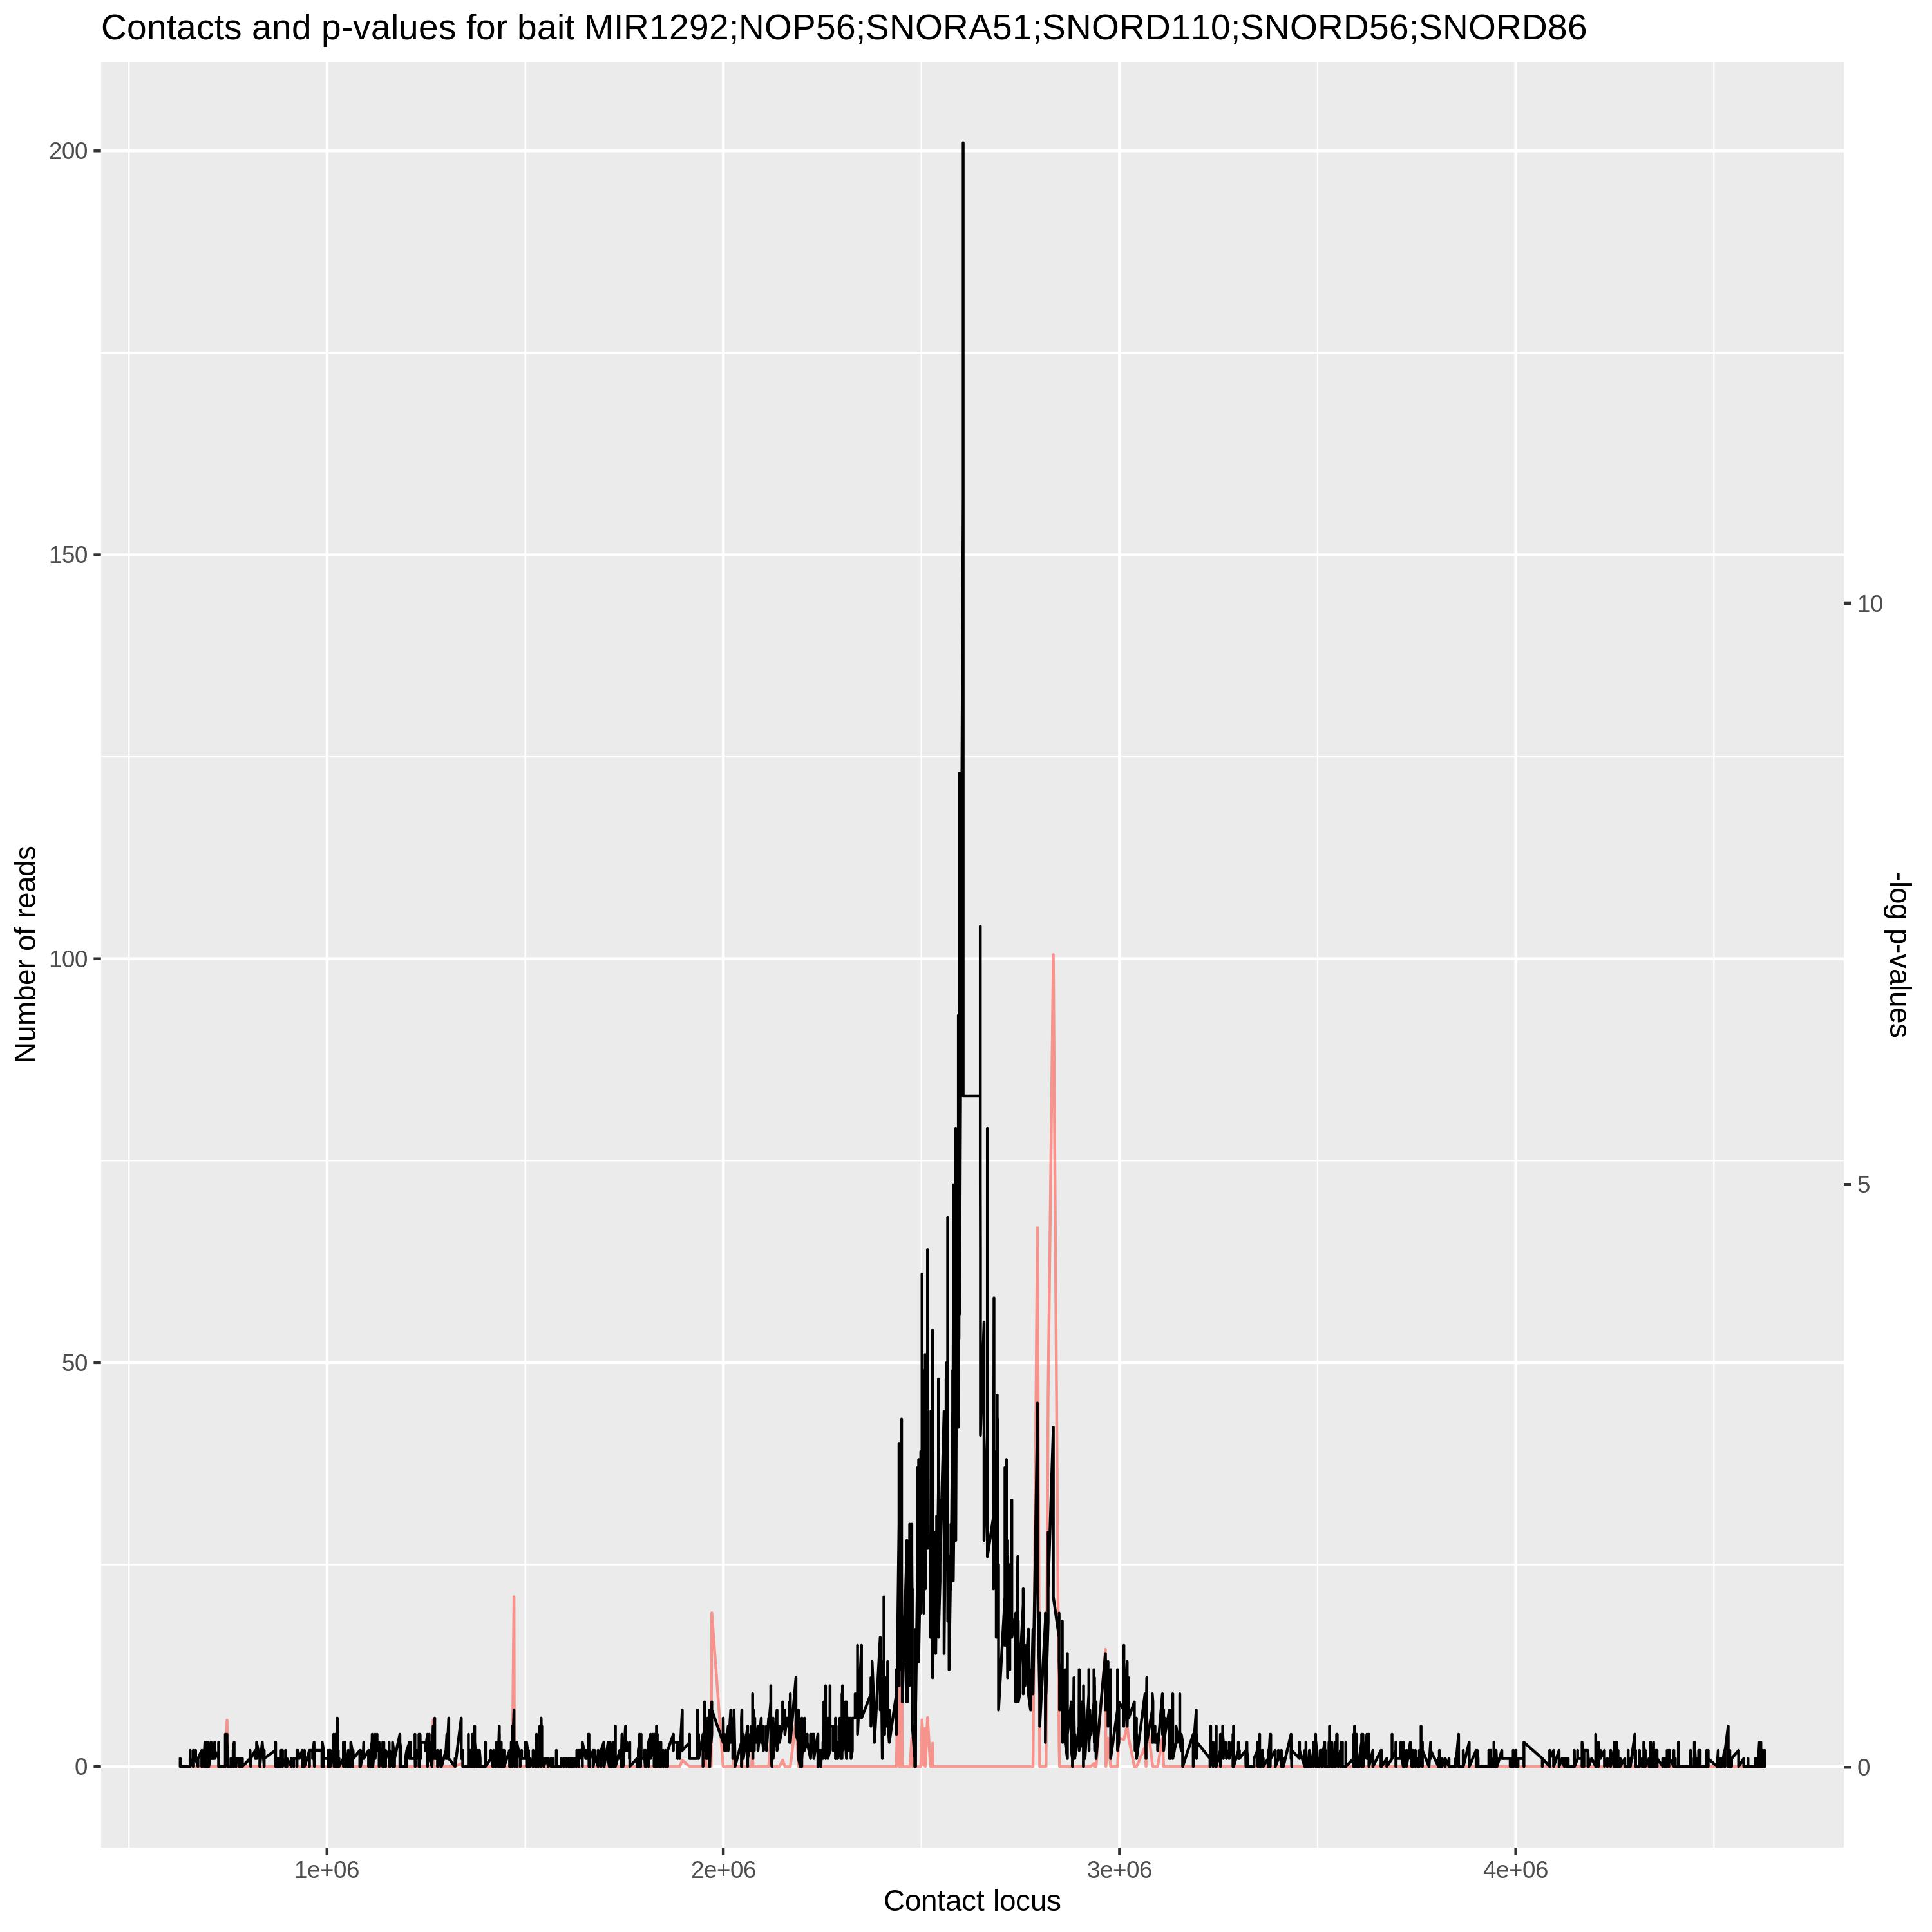 Contacts and p-values for bait MIR1292;NOP56;SNORA51;SNORD110;SNORD56;SNORD86
200
150
100
50
0
Number of reads
10
5
0
-log p-values
1e+06
2e+06
3e+06
4e+06
Contact locus